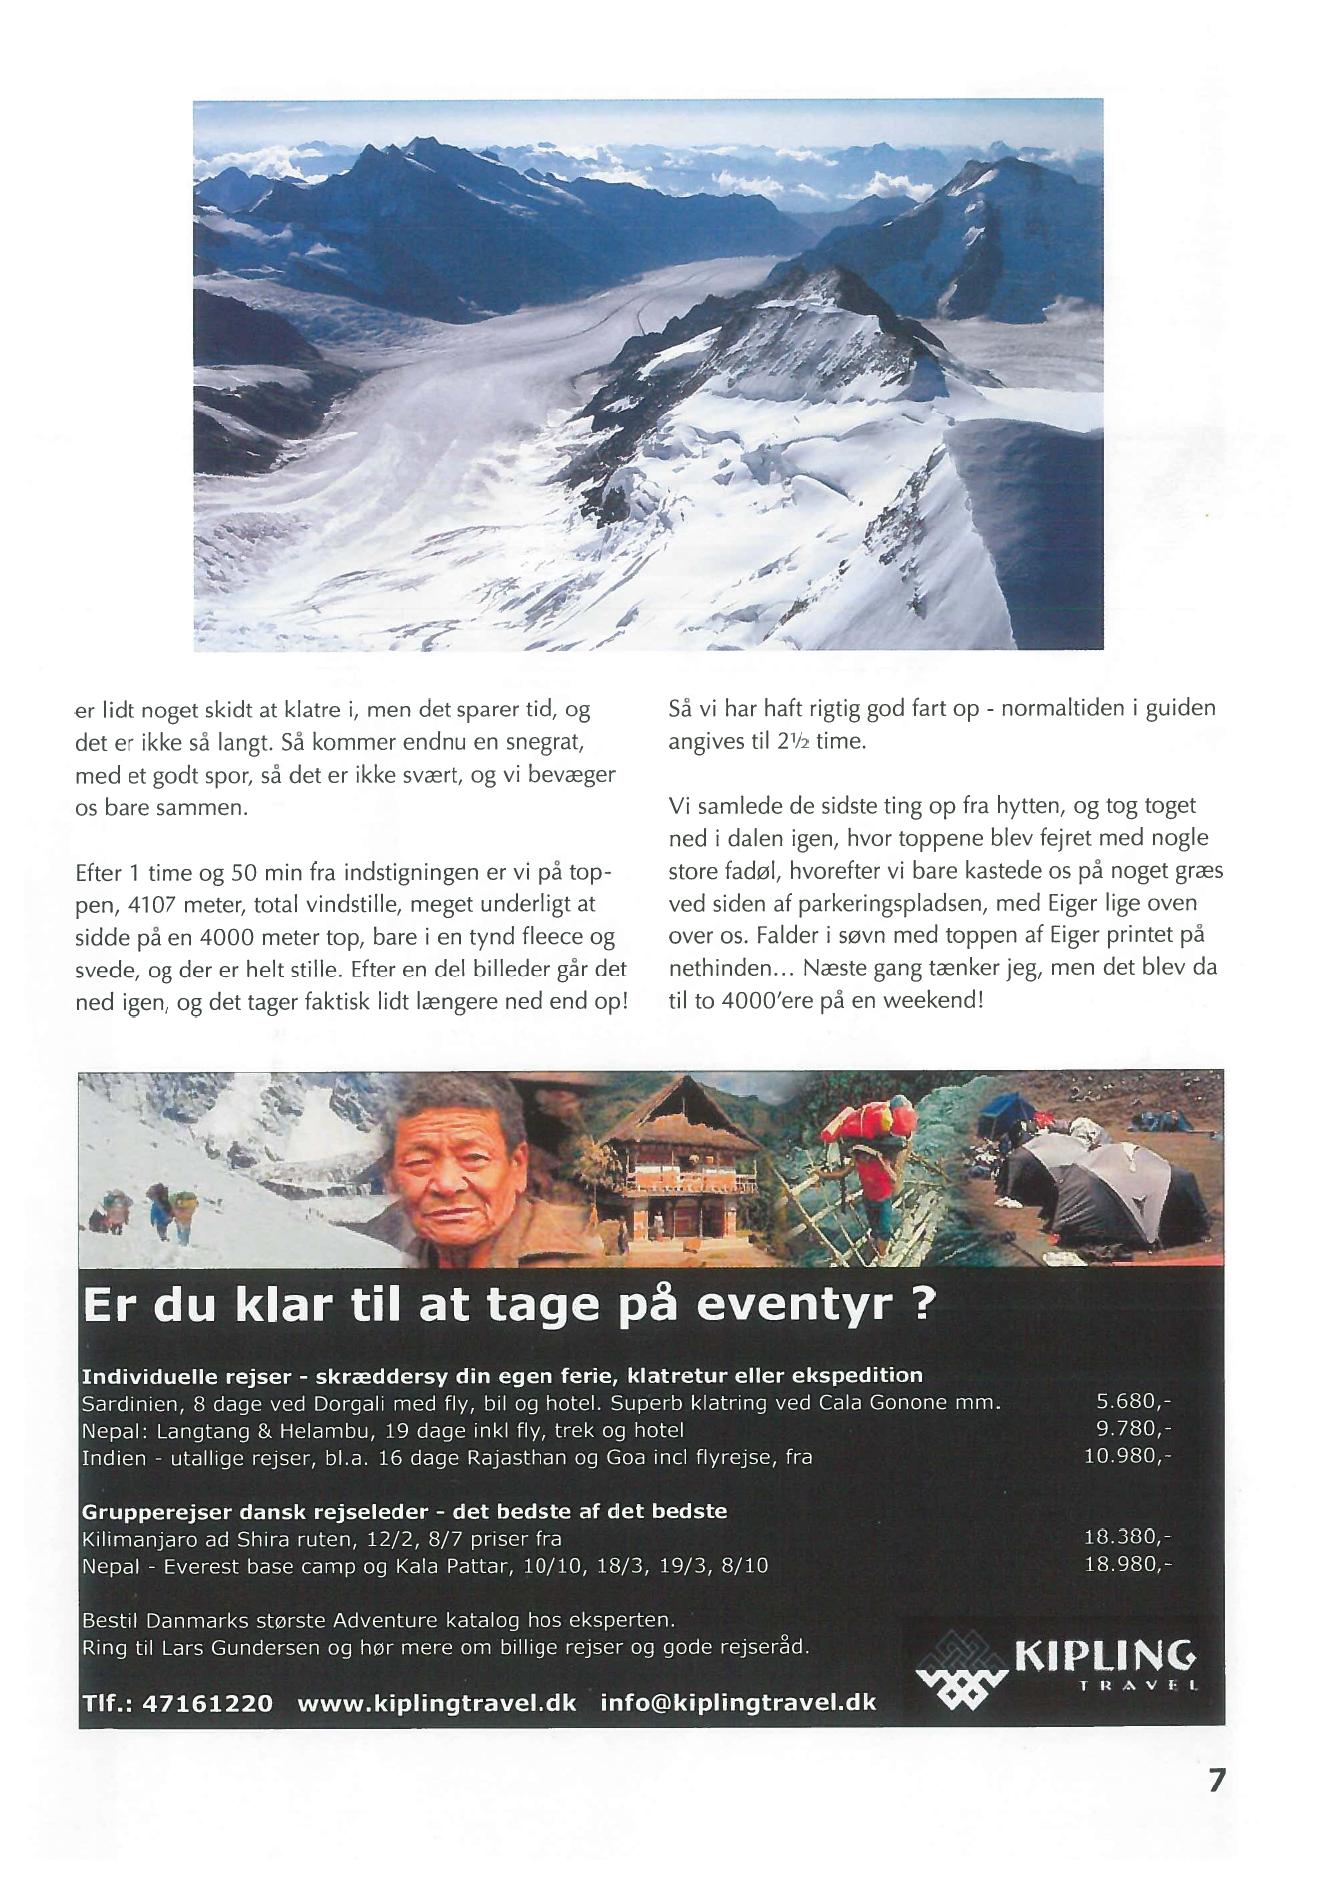 er lidt noget skidt at klatre i, men det sparer tid, og
det er ikke så langt. Så kommer endnu en snegrat,
med et godt spor, så det er ikke svært, og vi bevæger
os bare sammen.
Efter 1 time og 50 min fra indstigningen er vi på top-
pen, 4107 meter, total vindstille, meget underligt at
sidde på en 4000 meter top, bare i en tynd fleece og
svede, og der er helt stille. Efter en del billeder går det
ned igen, og det tager faktisk lidt længere ned end op!
Så vi har haft rigtig god fart op - normaltiden i guiden
angives til 2½ time.
Vi samlede de sidste ting op fra hytten, og tog toget
ned i dalen igen, hvor toppene blev fejret med nogle
store fadøl, hvorefter vi bare kastede os på noget græs
ved siden af parkeringspladsen, med Eiger lige oven
over os. Falder i søvn med toppen af Eiger printet på
nethinden... Næste gang tænker jeg, men det blev da
til to 4000'ere på en weekend!
Er du klar til at tage på eventyr ?
Individuelle rejser - skræddersy din egen ferie, klatretur eller ekspedition
Sardinien, 8 dage ved Dorgali med fly, bil og hotel. Superb klatring ved Cala Gonone mm. 5.680,-
Nepal: Langtang & Helambu, 19 dage inkl fly, trek og hotel 9.780,-
Indien - utallige rejser, bl.a. 16 dage Rajasthan og Goa incl flyrejse, fra 10.980,-
Grupperejser dansk rejseleder - det bedste af det bedste
Kilimanjaro ad Shira ruten, 12/2, 8/7 priser fra 18.380,-
Nepal - Everest base camp og Kala Pattar, 10/10, 18/3, 19/3, 8/10 18.980,-
Bestil Danmarks største Adventure katalog hos eksperten.
Ring til Lars Gundersen og hør mere om billige rejser og gode rejseråd.
Tlf.: 47161220 www.kiplingtravel.dk info@kiplingtravel.dk
KIPLING
TRAVEL
7